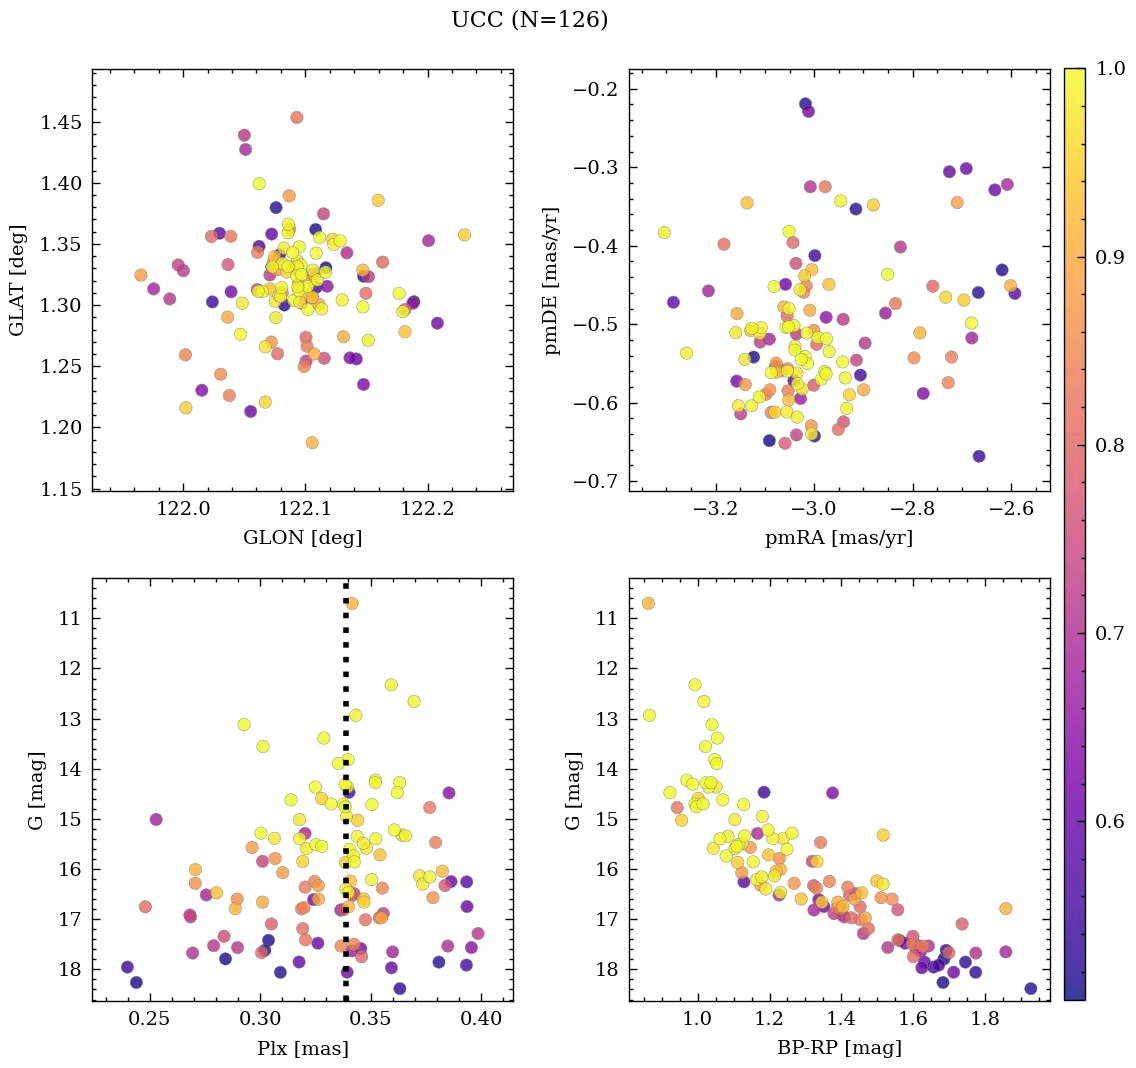 UCC (N=126)
1.45
1.40
1.35
1.30
1.25
1.20
1.15
GLAT [deg]
122.0 122.1 122.2
GLON [deg]
−0.2
−0.3
−0.4
−0.5
−0.6
−0.7
pmDE [mas/yr]
−3.2 −3.0 −2.8 −2.6
pmRA [mas/yr]
1.0
0.9
0.8
0.7
0.6
11
12
13
14
15
16
17
18
G [mag]
0.25 0.30 0.35 0.40
Plx [mas]
11
12
13
14
15
16
17
18
G [mag]
1.0 1.2 1.4 1.6 1.8
BP-RP [mag]